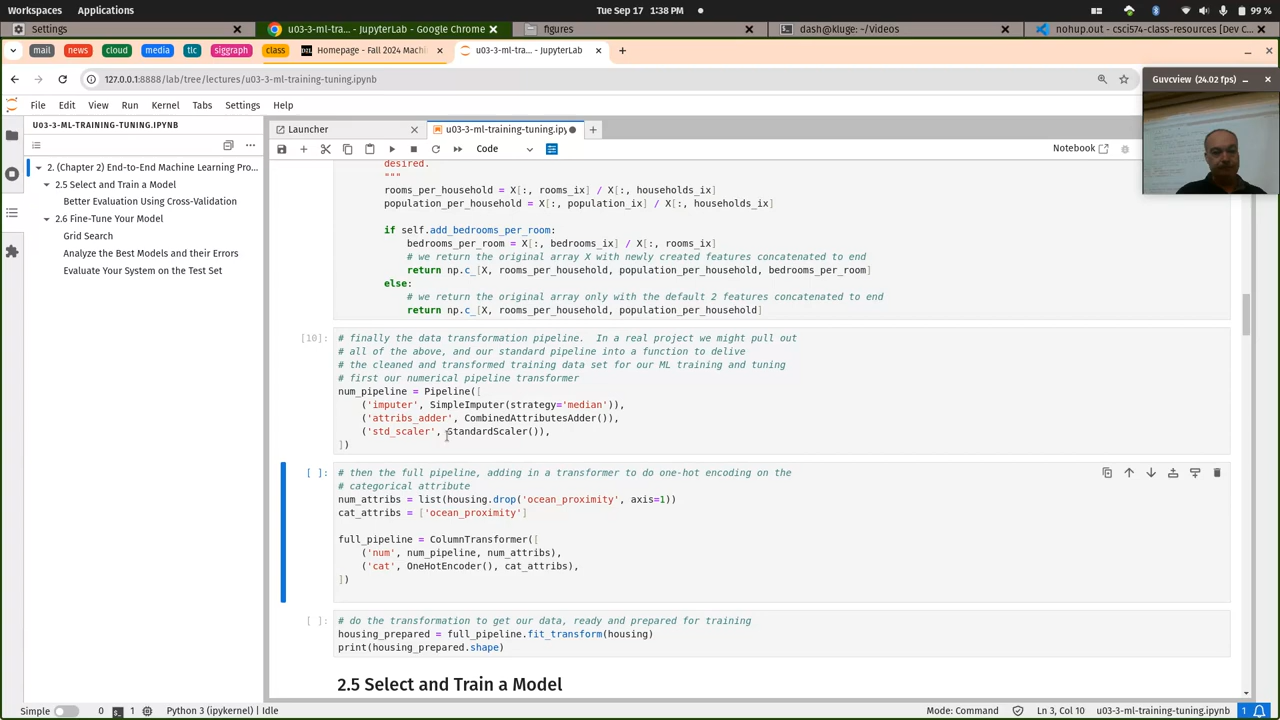 Workspaces Applications Tue Sep 17 1:38 PM 99 %
Settings u03-3-ml-tra... - JupyterLab - Google Chrome figures dash@kluge: ~/Videos nohup.out - csci574-class-resources [Dev C
mail news cloud media tlc siggraph class Homepage - Fall 2024 Machi u03-3-ml-tra... - JupyterLab
127.0.0.1:8888/lab/tree/lectures/u03-3-ml-training-tuning.ipynb
Guvcview (24.02 fps)
File Edit View Run Kernel Tabs Settings Help
U03-3-ML-TRAINING-TUNING.IPYNB
Launcher u03-3-ml-training-tuning.ipy
Code Notebook
2. (Chapter 2) End-to-End Machine Learning Pro...
2.5 Select and Train a Model
Better Evaluation Using Cross-Validation
2.6 Fine-Tune Your Model
Grid Search
Analyze the Best Models and their Errors
Evaluate Your System on the Test Set
desired.
"""
rooms_per_household = X[:, rooms_ix] / X[:, households_ix]
population_per_household = X[:, population_ix] / X[:, households_ix]
if self.add_bedrooms_per_room:
bedrooms_per_room = X[:, bedrooms_ix] / X[:, rooms_ix]
# we return the original array X with newly created features concatenated to end
return np.c_[X, rooms_per_household, population_per_household, bedrooms_per_room]
else:
# we return the original array only with the default 2 features concatenated to end
return np.c_[X, rooms_per_household, population_per_household]
[10]: # finally the data transformation pipeline. In a real project we might pull out
# all of the above, and our standard pipeline into a function to delive
# the cleaned and transformed training data set for our ML training and tuning
# first our numerical pipeline transformer
num_pipeline = Pipeline([
('imputer', SimpleImputer(strategy='median')),
('attribs_adder', CombinedAttributesAdder()),
('std_scaler', StandardScaler()),
])
[ ]: # then the full pipeline, adding in a transformer to do one-hot encoding on the
# categorical attribute
num_attribs = list(housing.drop('ocean_proximity', axis=1))
cat_attribs = ['ocean_proximity']
full_pipeline = ColumnTransformer([
('num', num_pipeline, num_attribs),
('cat', OneHotEncoder(), cat_attribs),
])
[ ]: # do the transformation to get our data, ready and prepared for training
housing_prepared = full_pipeline.fit_transform(housing)
print(housing_prepared.shape)
2.5 Select and Train a Model
Simple 0 1 Python 3 (ipykernel) | Idle Mode: Command Ln 3, Col 10 u03-3-ml-training-tuning.ipynb 1